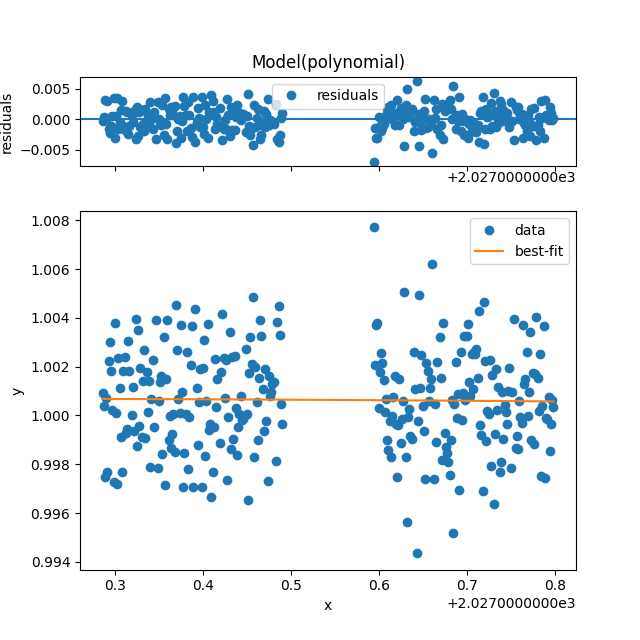 Model(polynomial)
residuals
0.005
0.000
−0.005
residuals
+2.0270000000e3
1.008
1.006
1.004
1.002
1.000
0.998
0.996
0.994
y
data
best-fit
0.3 0.4 0.5 0.6 0.7 0.8
x
+2.0270000000e3